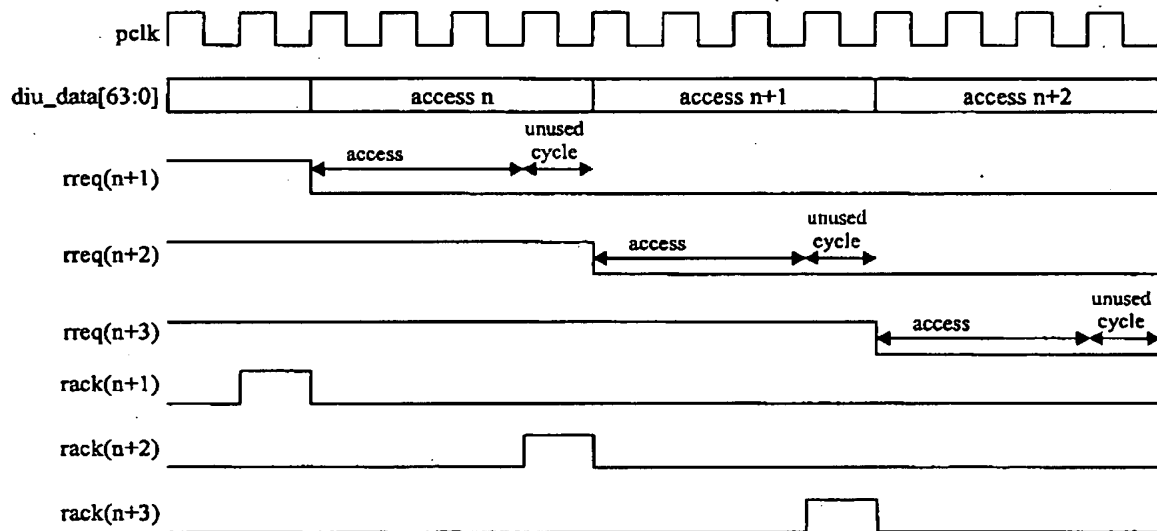 pclk
diu_data[63:0] access n access n+1 access n+2
rreq(n+1) access unused cycle
rreq(n+2) access unused cycle
rreq(n+3) access unused cycle
rack(n+1)
rack(n+2)
rack(n+3)